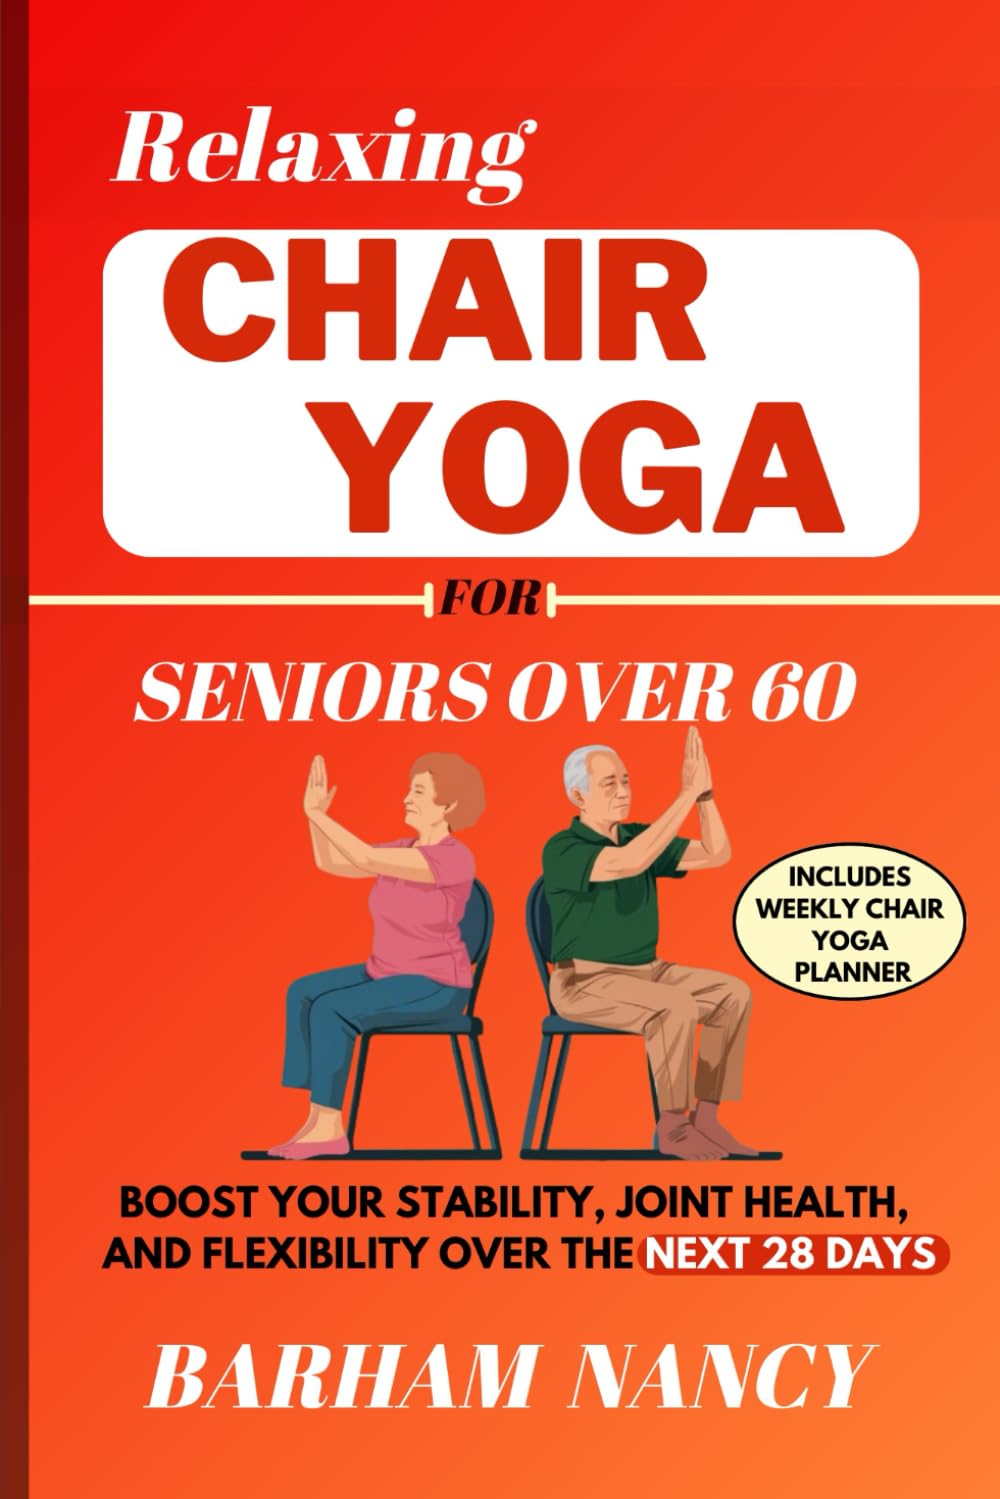 Relaxing
CHAIR
YOGA
FOR
SENIORS OVER 60
INCLUDES
WEEKLY CHAIR
YOGA
PLANNER
BOOST YOUR STABILITY, JOINT HEALTH,
AND FLEXIBILITY OVER THE NEXT 28 DAYS
BARHAM NANCY